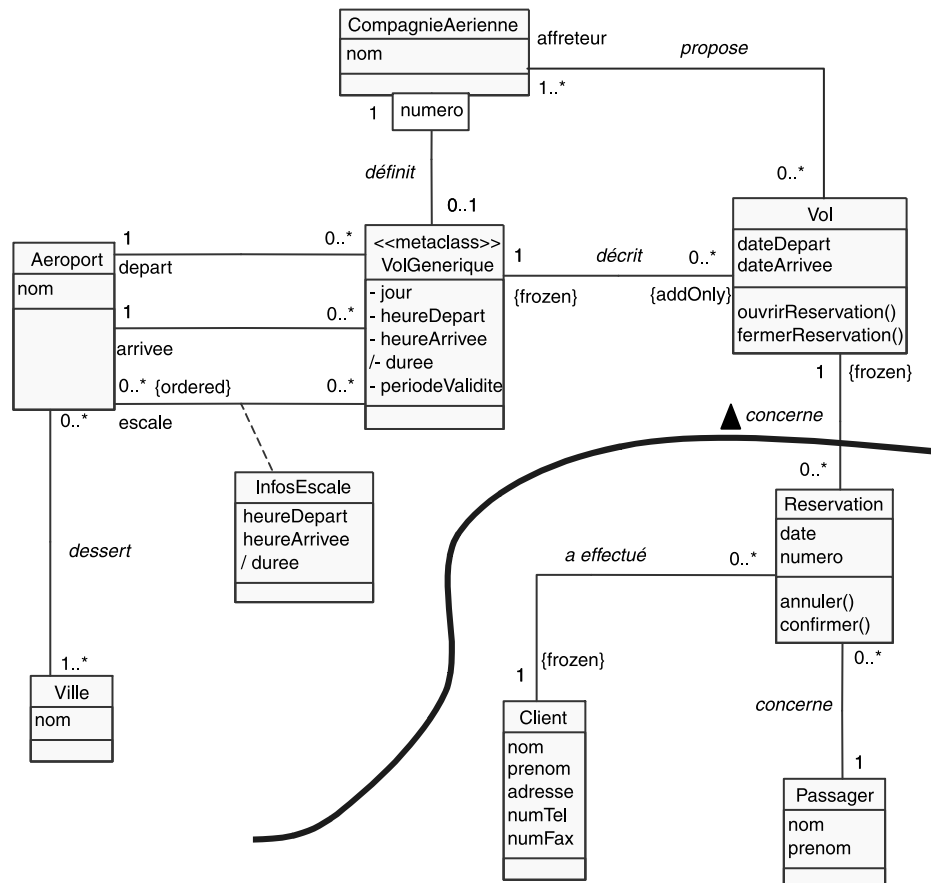 CompagnieAerienne
nom
affreteur
propose
1..*
1
numero
définit
0..*
0..1
Vol
dateDepart
dateArrivee
ouvrirReservation()
fermerReservation()
<<metaclass>>
VolGenerique
- jour
- heureDepart
- heureArrivee
/- duree
- periodeValidite
1
décrit
0..*
{frozen}
{addOnly}
Aeroport
nom
1
0..*
depart
1
0..*
arrivee
0..* {ordered}
0..*
escale
0..*
1
{frozen}
concerne
0..*
InfosEscale
heureDepart
heureArrivee
/ duree
dessert
Reservation
date
numero
annuler()
confirmer()
a effectué
0..*
1..*
Ville
nom
1
{frozen}
0..*
concerne
1
Client
nom
prenom
adresse
numTel
numFax
Passager
nom
prenom